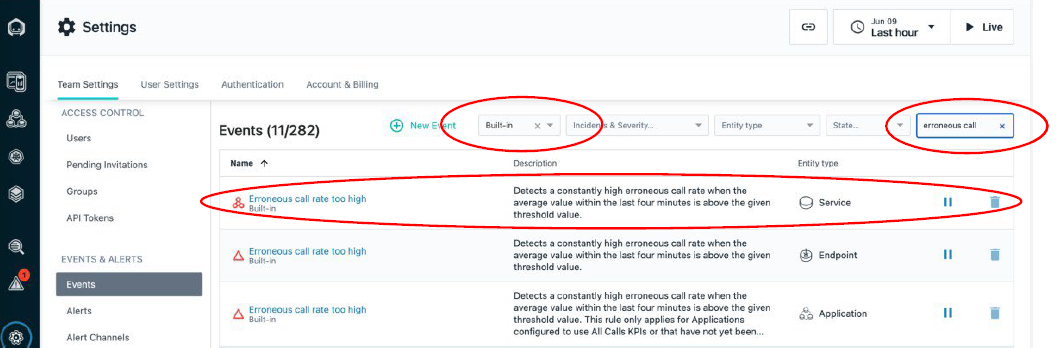 Settings
Jun 09
Last hour
Live
Team Settings
User Settings
Authentication
Account & Billing
ACCESS CONTROL
Users
Pending Invitations
Groups
API Tokens
EVENTS & ALERTS
1
Events
Alerts
Alert Channels
Events (11/282)
New Event
Built-in
Incidents & Severity...
Entity type
State...
erroneous call
Name
Description
Entity type
Erroneous call rate too high
Built-in
Detects a constantly high erroneous call rate when the
average value within the last four minutes is above the given
threshold value.
Service
Erroneous call rate too high
Built-in
Detects a constantly high erroneous call rate when the
average value within the last four minutes is above the given
threshold value.
Endpoint
Erroneous call rate too high
Built-in
Detects a constantly high erroneous call rate when the
average value within the last four minutes is above the given
threshold value. This rule only applies for Applications
configured to use All Calls KPIs or that have not yet been...
Application